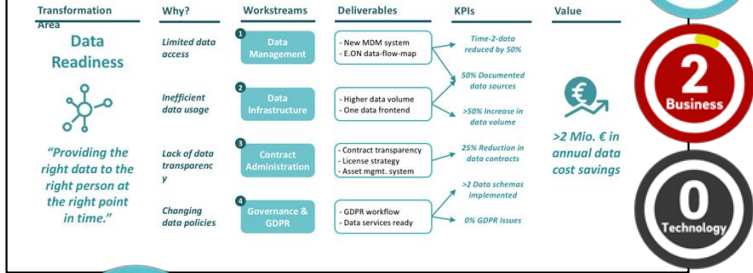 Transformation Area
Why?
Workstreams
Deliverables
KPIs
Value
Data
Readiness
"Providing the
right data to the
right person at
the right point
in time."
Limited data
access
Inefficient
data usage
Lack of data
transparenc
y
Changing
data policies
1
Data
Management
2
Data
Infrastructure
3
Contract
Administration
4
Governance &
GDPR
- New MDM system
- E.ON data-flow-map
- Higher data volume
- One data frontend
- Contract transparency
- License strategy
- Asset mgmt. system
- GDPR workflow
- Data services ready
Time-2-data
reduced by 50%
50% Documented
data sources
>50% Increase in
data volume
25% Reduction in
data contracts
>2 Data schemas
implemented
0% GDPR Issues
€
>2 Mio. € in
annual data
cost savings
2
Business
0
Technology